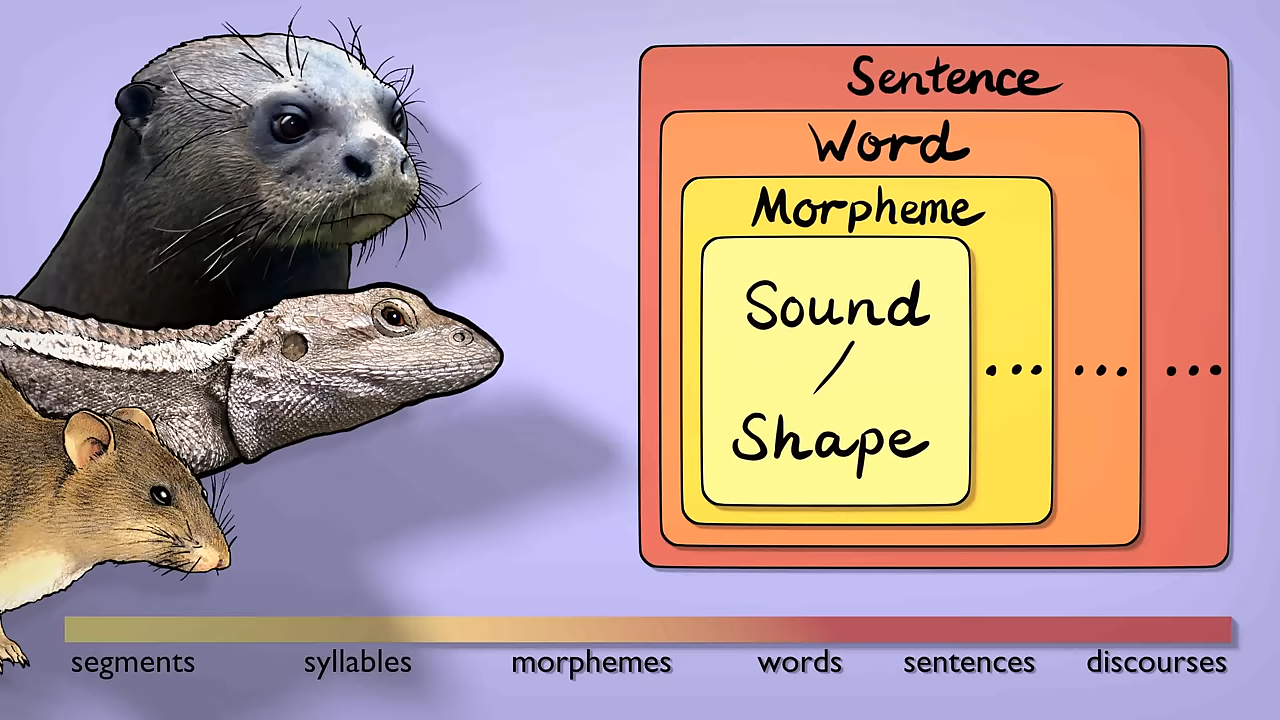 Sentence
Word
Morpheme
Sound
/
Shape
... ... ...
segments syllables morphemes words sentences discourses